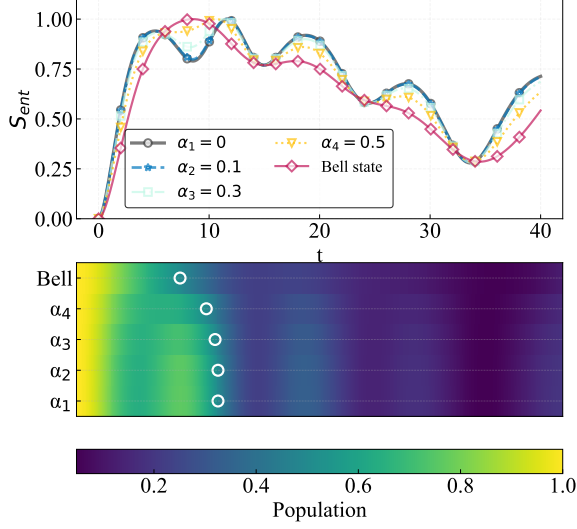 1.00
0.75
0.50
0.25
0.00
S_ent
α₁ = 0
α₂ = 0.1
α₃ = 0.3
α₄ = 0.5
Bell state
0 10 20 30 40
t
Bell
α₄
α₃
α₂
α₁
0.2 0.4 0.6 0.8 1.0
Population